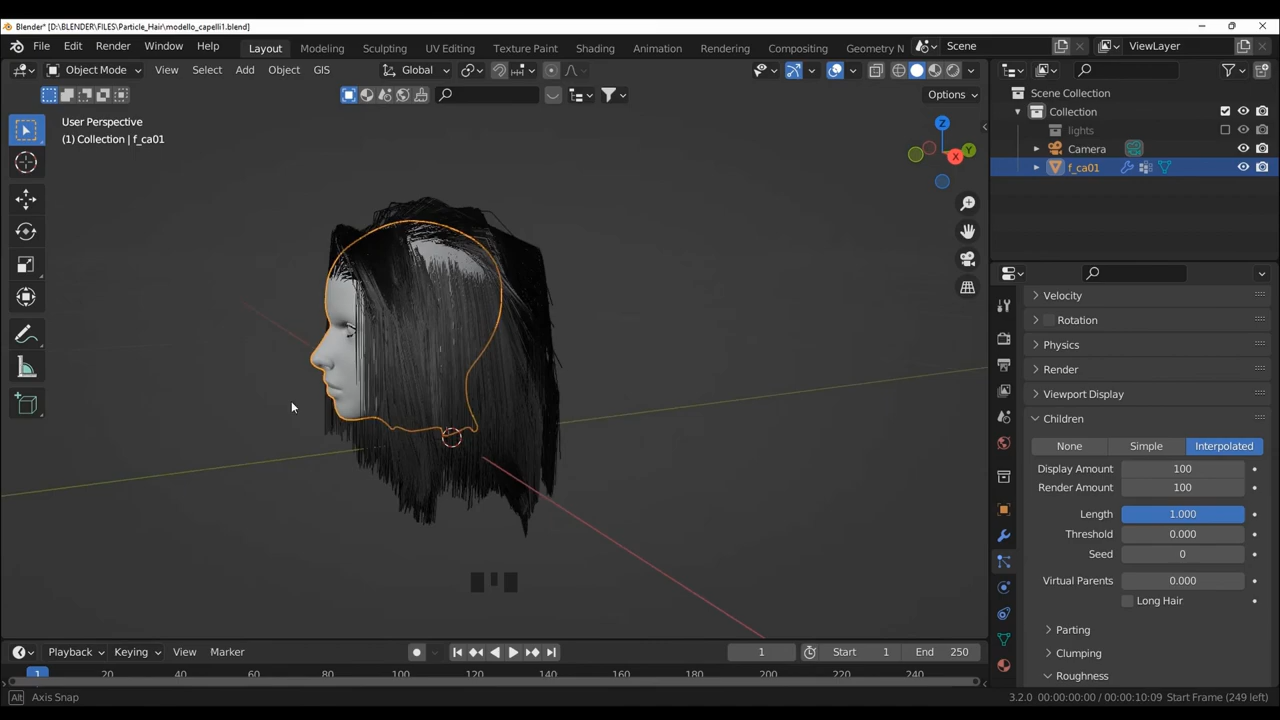 Blender* [D:\BLENDER\FILES\Particle_Hair\modello_capelli1.blend]
File Edit Render Window Help Layout Modeling Sculpting UV Editing Texture Paint Shading Animation Rendering Compositing Geometry N Scene ViewLayer
Object Mode View Select Add Object GIS Global
Options
User Perspective
(1) Collection | f_ca01
Z
Y
X
Scene Collection
Collection
lights
Camera
f_ca01
Velocity
Rotation
Physics
Render
Viewport Display
Children
None Simple Interpolated
Display Amount 100
Render Amount 100
Length 1.000
Threshold 0.000
Seed 0
Virtual Parents 0.000
Long Hair
Parting
Clumping
Roughness
Playback Keying View Marker 1 Start 1 End 250
1 20 40 60 80 100 120 140 160 180 200 220 240
Alt Axis Snap 3.2.0 00:00:00:00 / 00:00:10:09 Start Frame (249 left)